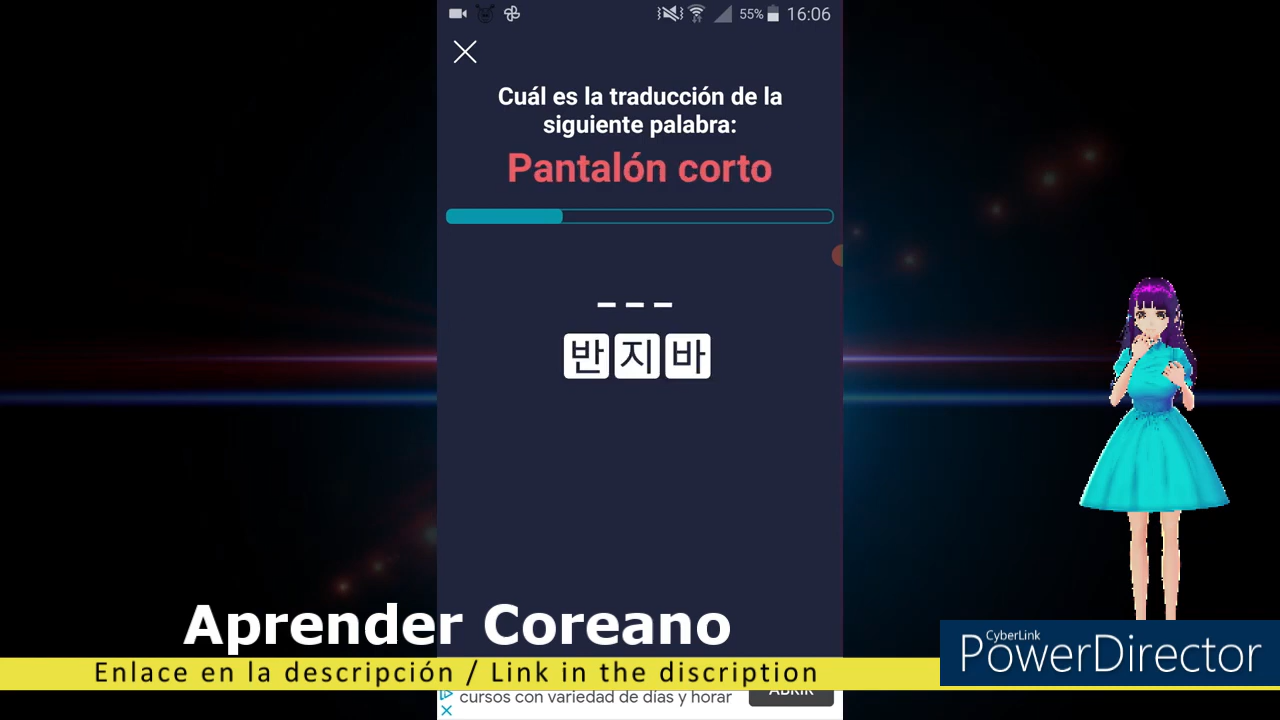 55% 16:06
Cuál es la traducción de la
siguiente palabra:
Pantalón corto
_ _ _
반 지 바
Aprender Coreano
Enlace en la descripción / Link in the discription
cursos con variedad de días y horar
ABRIR
CyberLink
PowerDirector